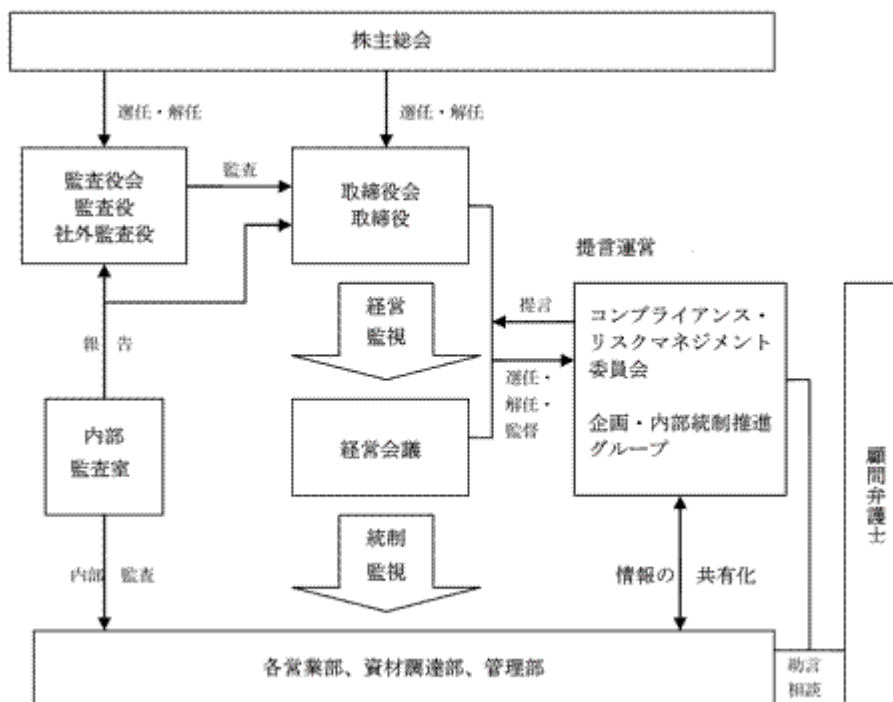 株主総会
選任・解任
選任・解任
監査役会
監査役
社外監査役
監査
取締役会
取締役
提言運営
経営
監視
提言
コンプライアンス・
リスクマネジメント
委員会
企画・内部統制推進
グループ
選任・
解任・
監督
報告
内部
監査室
経営会議
顧問弁護士
統制
監視
内部監査
情報の 共有化
各営業部、資材調達部、管理部
助言
相談